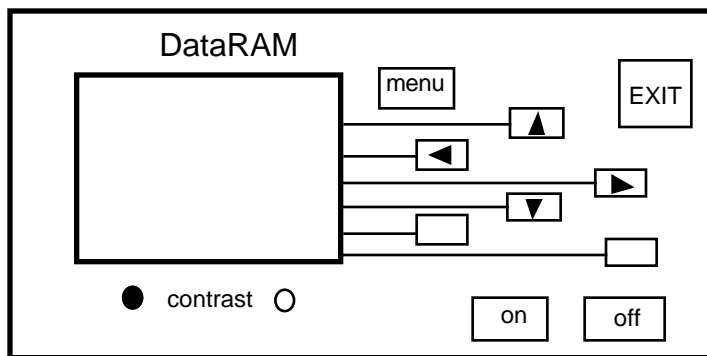 DataRAM
menu
EXIT
contrast
on
off